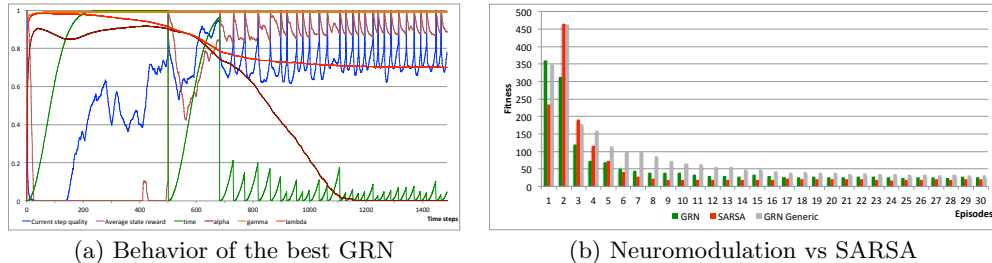 1
0.8
0.6
0.4
0.2
0
0 200 400 600 800 1000 1200 1400
Time steps
Current step quality Average state reward time alpha gamma lambda
(a) Behavior of the best GRN
Fitness
500
450
400
350
300
250
200
150
100
50
0
1 2 3 4 5 6 7 8 9 10 11 12 13 14 15 16 17 18 19 20 21 22 23 24 25 26 27 28 29 30
GRN SARSA GRN Generic
Episodes
(b) Neuromodulation vs SARSA